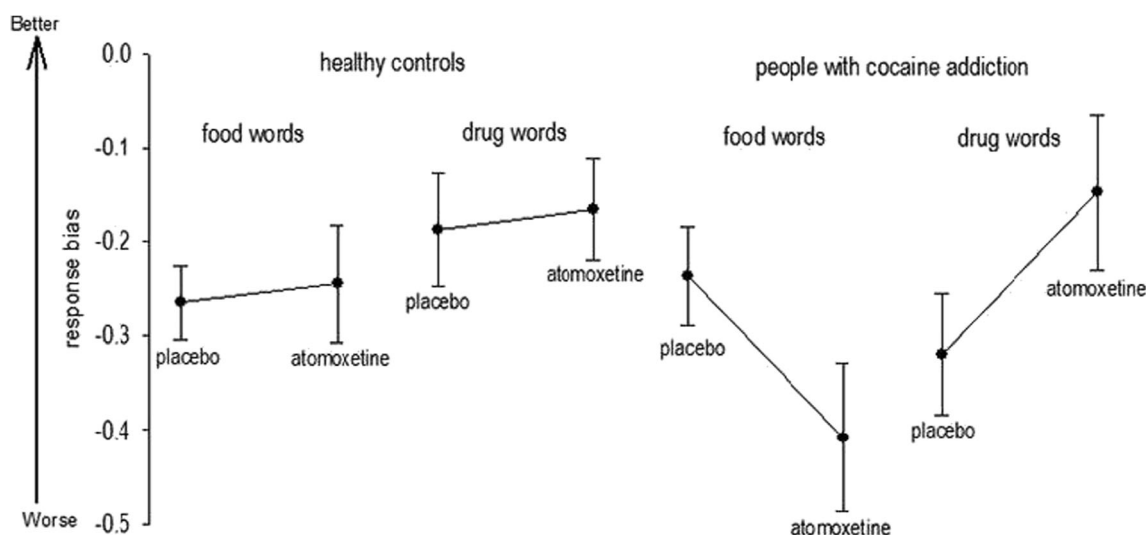 Better
0.0
healthy controls
people with cocaine addiction
food words
drug words
food words
drug words
-0.1
-0.2
-0.3
-0.4
-0.5
response bias
placebo
atomoxetine
placebo
atomoxetine
placebo
atomoxetine
placebo
atomoxetine
Worse